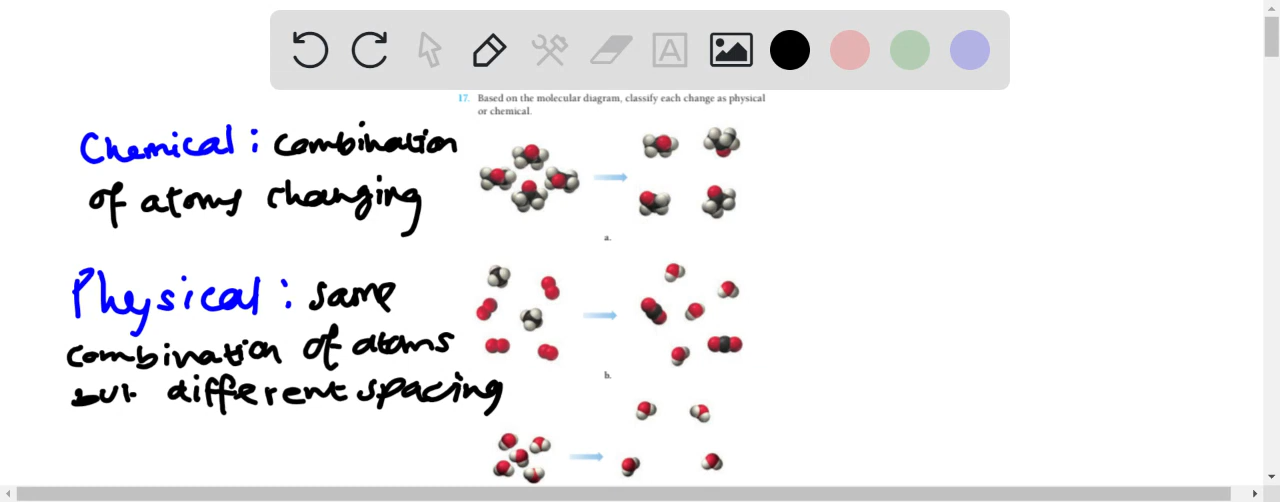 A
17. Based on the molecular diagram, classify each change as physical
or chemical.
Chemical: combination
of atoms changing
a.
Physical: same
combination of atoms
but different spacing
b.